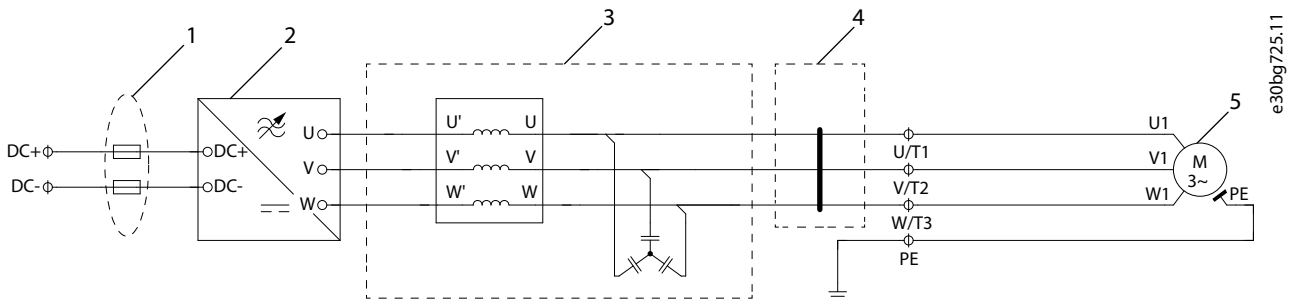 1
2
3
4
5
e30bg725.11
DC+
DC-
DC+
DC-
U
V
W
U'
U
V'
V
W'
W
U/T1
V/T2
W/T3
PE
U1
V1
W1
M
3~
PE